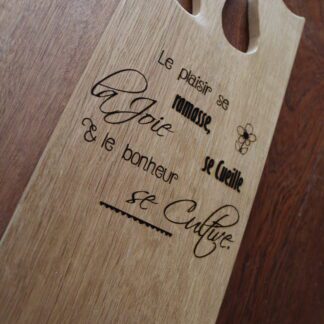 Le plaisir se
ramasse,
la Joie
se Cueille
& le bonheur
se Cultive.